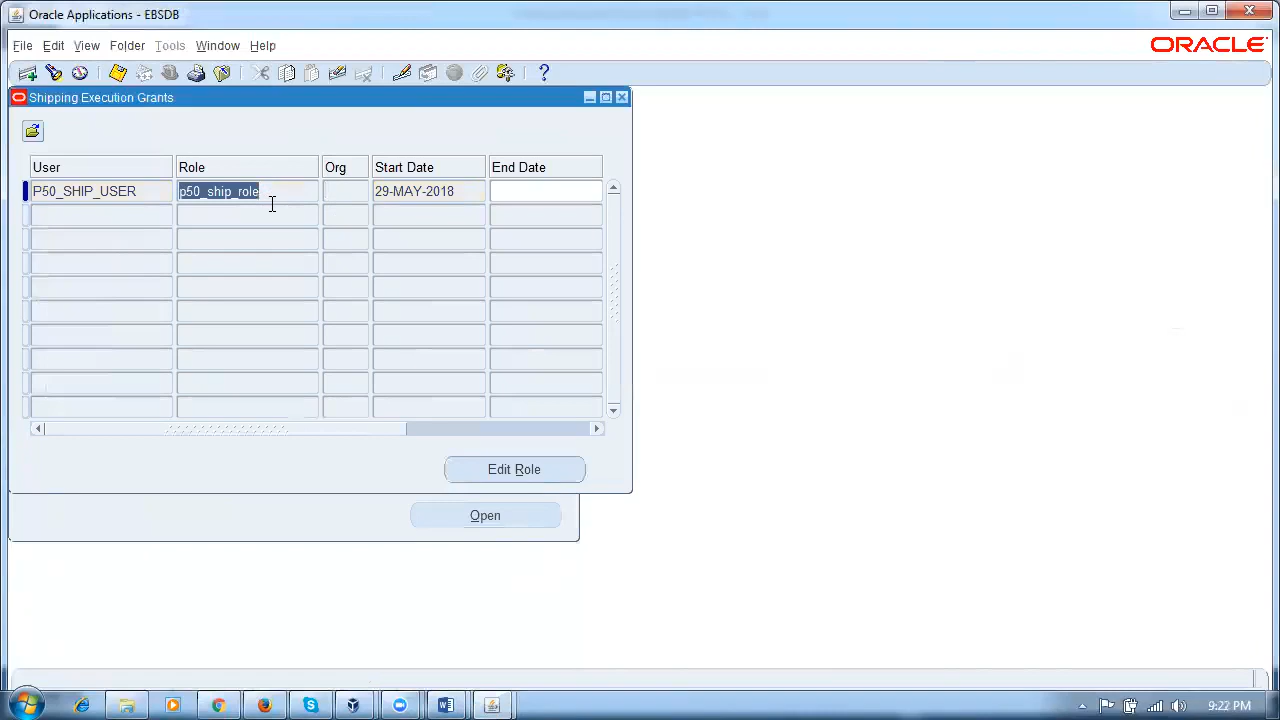 Oracle Applications - EBSDB
File Edit View Folder Tools Window Help
ORACLE
Shipping Execution Grants
User Role Org Start Date End Date
P50_SHIP_USER p50_ship_role 29-MAY-2018
Edit Role
Open
9:22 PM